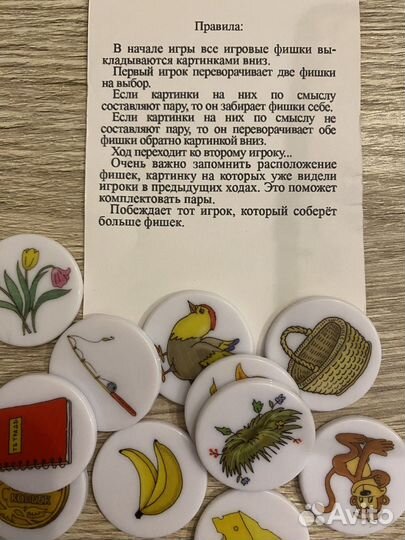 Правила:
В начале игры все игровые фишки вы-
кладываются картинками вниз.
Первый игрок переворачивает две фишки
на выбор.
Если картинки на них по смыслу
составляют пару, то он забирает фишки себе.
Если картинки на них по смыслу не
составляют пару, то он переворачивает обе
фишки обратно картинкой вниз.
Ход переходит ко второму игроку...
Очень важно запомнить расположение
фишек, картинку на которых уже видели
игроки в предыдущих ходах. Это поможет
комплектовать пары.
Побеждает тот игрок, который соберёт
больше фишек.
тетрадь
Avito